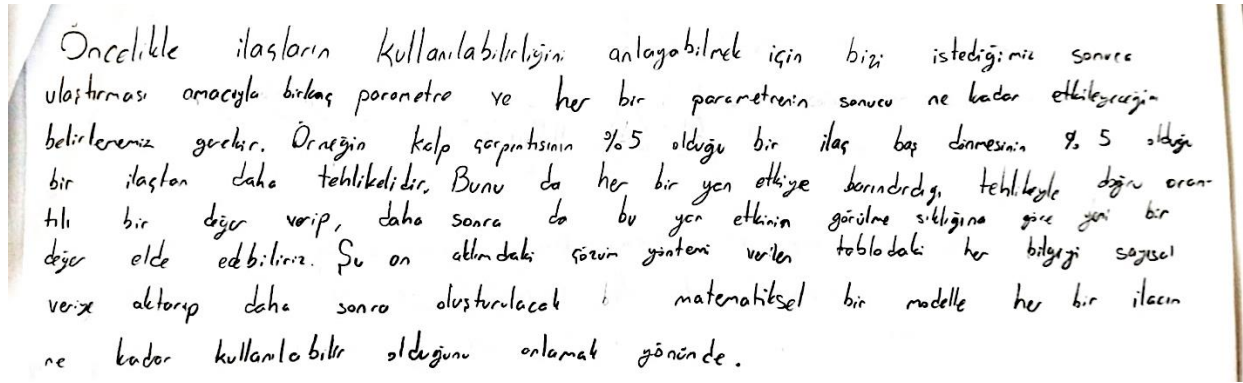 Öncelikle ilaçların kullanılabilirliğini anlayabilmek için bizi istediğimiz sonuca
ulaştırması amacıyla birkaç parametre ve her bir parametrenin sonucu ne kadar etkileyeceğin
belirlememiz gerekir. Örneğin kalp çarpıntısının %5 olduğu bir ilaç baş dönmesinin % 5 olduğu
bir ilaçtan daha tehlikelidir. Bunu da her bir yan etkiye barındırdığı tehlikeyle doğru oran-
tılı bir değer verip, daha sonra da bu yan etkinin görülme sıklığına göre yeni bir
değer elde edbiliriz. Şu an aklımdaki çözüm yöntemi verilen tablodaki her bilgiyi sayısal
veriye aktarıp daha sonra oluşturulacak matematiksel bir modelle her bir ilacın
ne kadar kullanılabilir olduğunu anlamak yönünde.